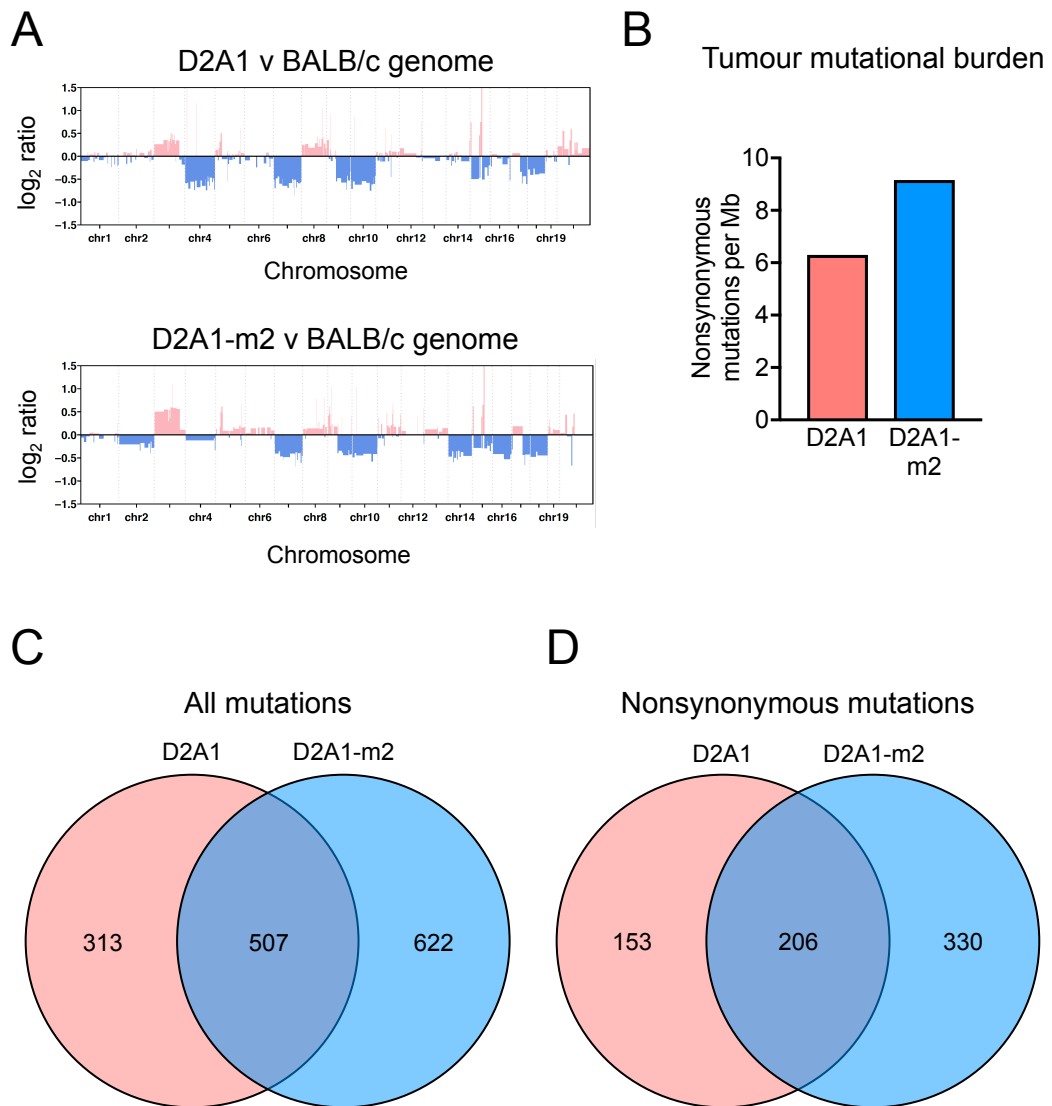 A
D2A1 v BALB/c genome
log2 ratio
1.5
1.0
0.5
0.0
−0.5
−1.0
−1.5
chr1 chr2 chr4 chr6 chr8 chr10 chr12 chr14 chr16 chr19
Chromosome
D2A1-m2 v BALB/c genome
log2 ratio
1.5
1.0
0.5
0.0
−0.5
−1.0
−1.5
chr1 chr2 chr4 chr6 chr8 chr10 chr12 chr14 chr16 chr19
Chromosome
B
Tumour mutational burden
Nonsynonymous
mutations per Mb
10
8
6
4
2
0
D2A1
D2A1-
m2
C
All mutations
D2A1 D2A1-m2
313 507 622
D
Nonsynonymous mutations
D2A1 D2A1-m2
153 206 330